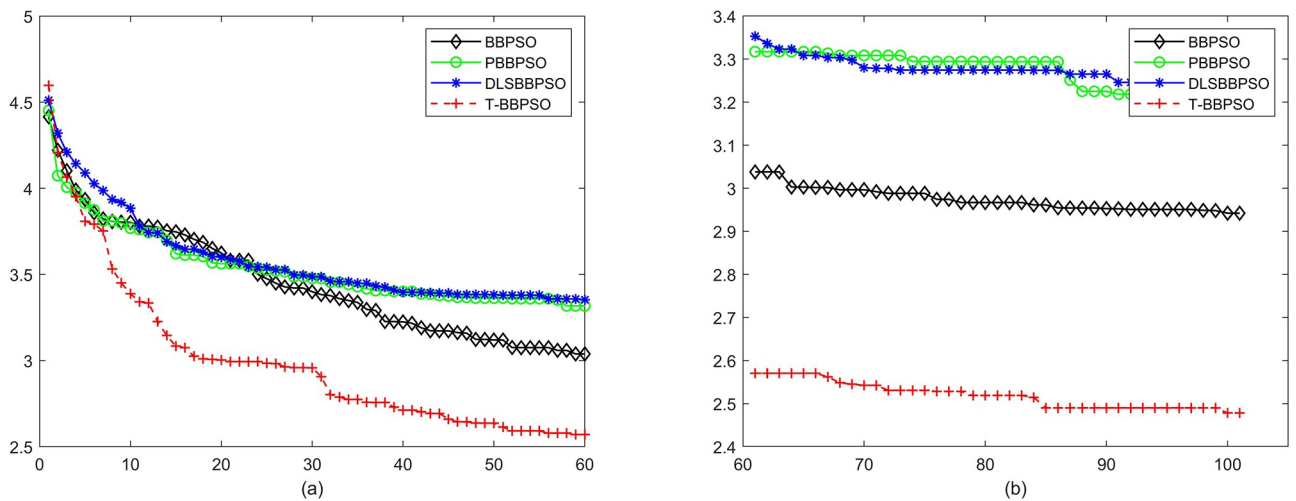 5
4.5
4
3.5
3
2.5
0 10 20 30 40 50 60
BBPSO
PBBPSO
DLSBBPSO
T-BBPSO
(a)
3.4
3.3
3.2
3.1
3
2.9
2.8
2.7
2.6
2.5
2.4
60 70 80 90 100
BBPSO
PBBPSO
DLSBBPSO
T-BBPSO
(b)